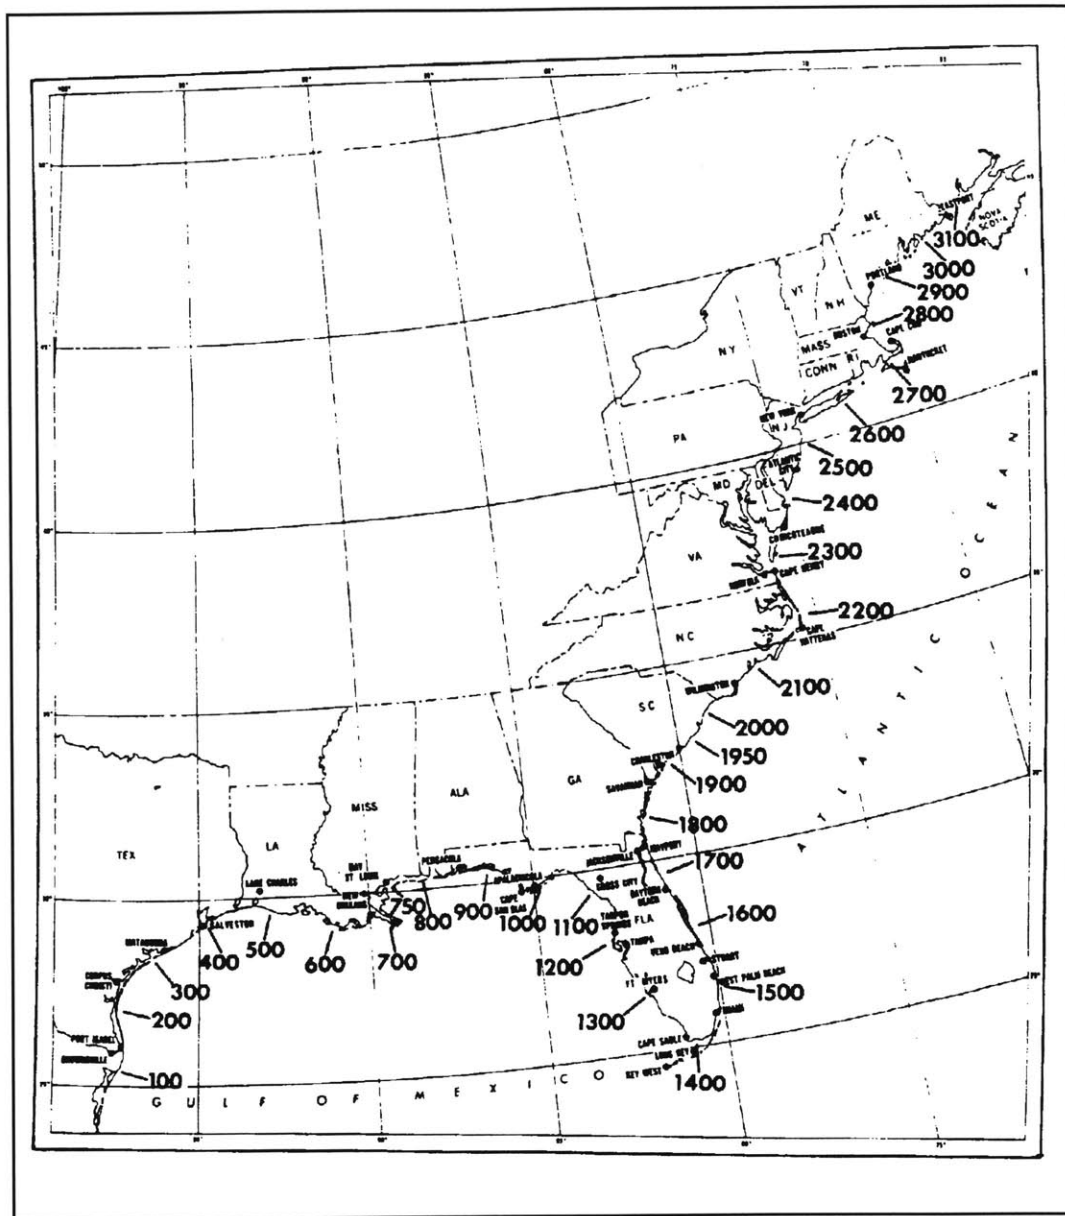 ME
EASTPORT
NOVA
SCOTIA
3100
3000
PORTLAND
2900
VT
NH
2800
BOSTON
CAPE COD
MASS
NANTUCKET
NY
CONN
RI
2700
NEW YORK
2600
PA
NJ
2500
ATLANTIC
CITY
MD
DEL
2400
CHINCOTEAGUE
2300
VA
NORFOLK
CAPE HENRY
2200
NC
CAPE
HATTERAS
2100
WILMINGTON
SC
2000
1950
CHARLESTON
1900
GA
SAVANNAH
ATLANTIC OCEAN
MISS
ALA
1800
TEX
LA
JACKSONVILLE
MAYPORT
1700
BAY
ST LOUIS
PENSACOLA
LAKE CHARLES
NEW
ORLEANS
APALACHICOLA
CAPE
SAN BLAS
CROSS CITY
DAYTONA
BEACH
750
800
900
1000
1100
FLA
1600
GALVESTON
TARPON
SPRINGS
400
500
600
700
1200
TAMPA
VERO BEACH
STUART
MATAGORDA
300
CORPUS
CHRISTI
FT MYERS
WEST PALM BEACH
1500
200
1300
MIAMI
PORT ISABEL
BROWNSVILLE
CAPE SABLE
LONG KEY
KEY WEST
1400
100
GULF OF MEXICO